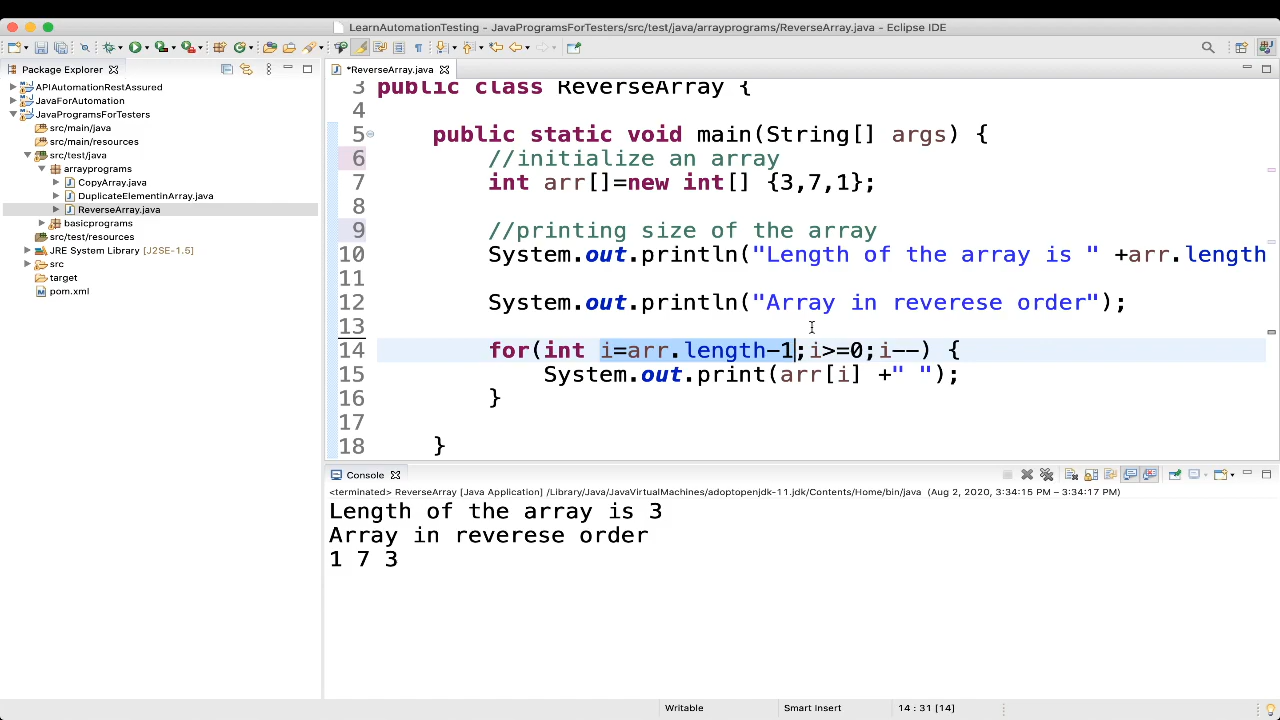 LearnAutomationTesting - JavaProgramsForTesters/src/test/java/arrayprograms/ReverseArray.java - Eclipse IDE
Package Explorer
APIAutomationRestAssured
JavaForAutomation
JavaProgramsForTesters
src/main/java
src/main/resources
src/test/java
arrayprograms
CopyArray.java
DuplicateElementinArray.java
ReverseArray.java
basicprograms
src/test/resources
JRE System Library [J2SE-1.5]
src
target
pom.xml
*ReverseArray.java
3 public class ReverseArray {
4
5 public static void main(String[] args) {
6 //initialize an array
7 int arr[]=new int[] {3,7,1};
8
9 //printing size of the array
10 System.out.println("Length of the array is " +arr.length
11
12 System.out.println("Array in reverese order");
13
14 for(int i=arr.length-1;i>=0;i--) {
15 System.out.print(arr[i] +" ");
16 }
17
18 }
Console
<terminated> ReverseArray [Java Application] /Library/Java/JavaVirtualMachines/adoptopenjdk-11.jdk/Contents/Home/bin/java (Aug 2, 2020, 3:34:15 PM – 3:34:17 PM)
Length of the array is 3
Array in reverese order
1 7 3
Writable
Smart Insert
14 : 31 [14]